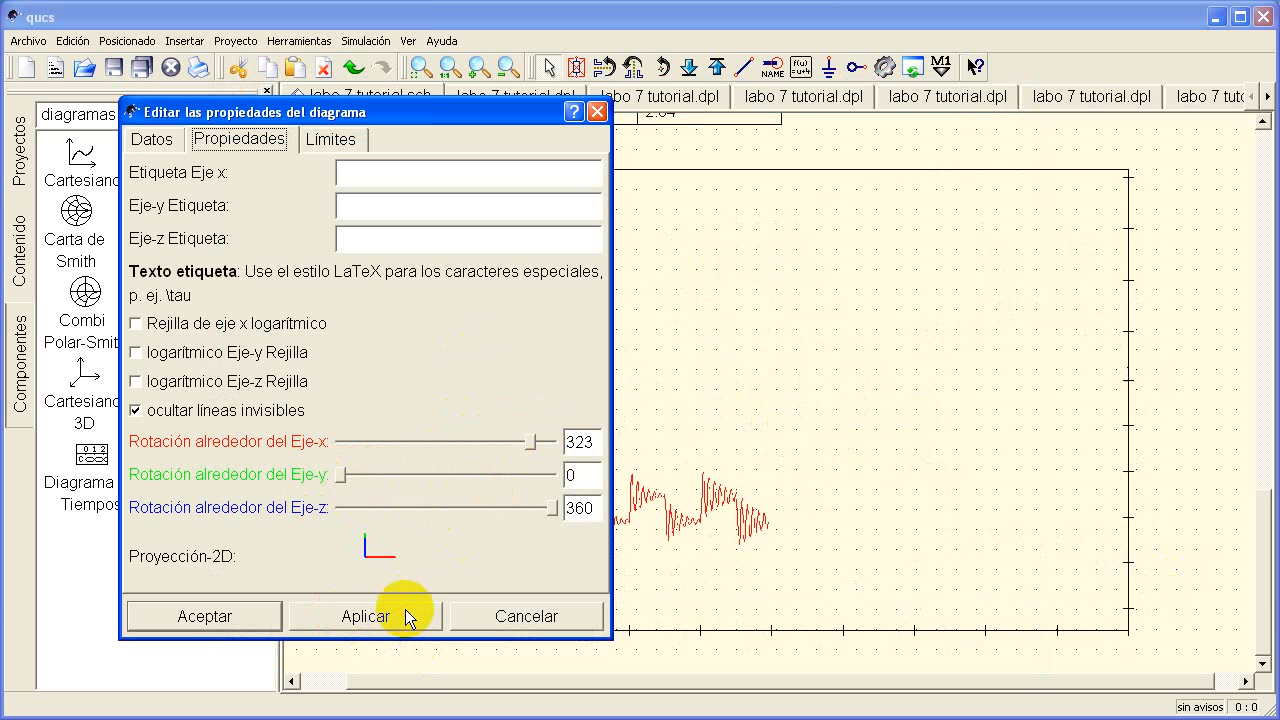 qucs
Archivo Edición Posicionado Insertar Proyecto Herramientas Simulación Ver Ayuda
NAME
M1
labo 7 tutorial.dpl labo 7 tutorial.dpl labo 7 tutorial.dpl labo 7 tutorial.dpl
diagramas
Proyectos
Contenido
Componentes
Cartesiano
Carta de
Smith
Combi
Polar-Smit
Cartesiano
3D
0 1 2
Diagrama
Tiempos
Editar las propiedades del diagrama
Datos Propiedades Límites
Etiqueta Eje x:
Eje-y Etiqueta:
Eje-z Etiqueta:
Texto etiqueta: Use el estilo LaTeX para los caracteres especiales,
p. ej. \tau
Rejilla de eje x logarítmico
logarítmico Eje-y Rejilla
logarítmico Eje-z Rejilla
ocultar líneas invisibles
Rotación alrededor del Eje-x: 323
Rotación alrededor del Eje-y: 0
Rotación alrededor del Eje-z: 360
Proyección-2D:
Aceptar Aplicar Cancelar
sin avisos 0 : 0